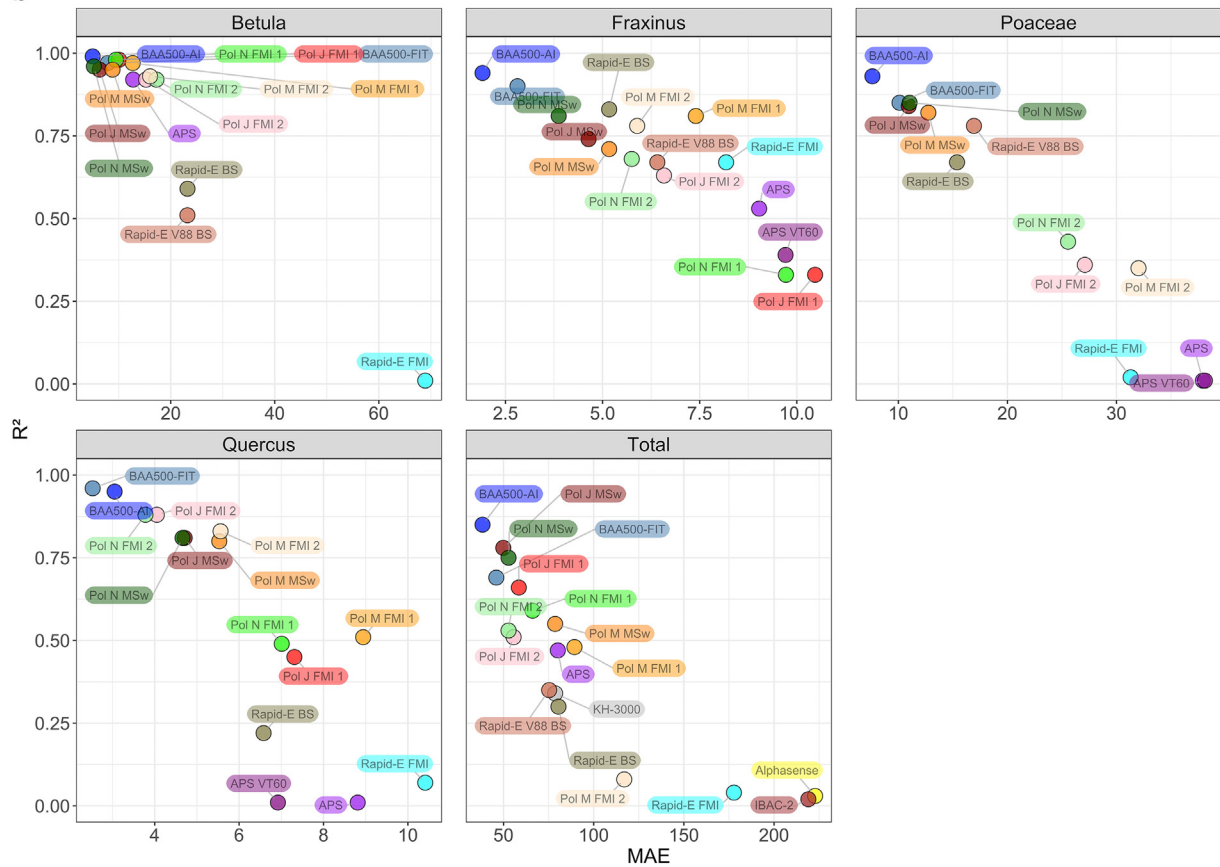 Betula
Fraxinus
Poaceae
1.00
0.75
0.50
0.25
0.00
BAA500-AI
Pol N FMI 1
Pol J FMI 1
BAA500-FIT
Pol N FMI 2
Pol M FMI 2
Pol M FMI 1
Pol M MSw
Pol J FMI 2
Pol J MSw
APS
Pol N MSw
Rapid-E BS
Rapid-E V88 BS
Rapid-E FMI
20
40
60
BAA500-AI
Rapid-E BS
BAA500-FIT
Pol N MSw
Pol M FMI 2
Pol M FMI 1
Pol J MSw
Rapid-E V88 BS
Rapid-E FMI
Pol M MSw
Pol J FMI 2
APS
Pol N FMI 2
APS VT60
Pol N FMI 1
Pol J FMI 1
2.5
5.0
7.5
10.0
BAA500-AI
BAA500-FIT
Pol N MSw
Pol J MSw
Pol M MSw
Rapid-E V88 BS
Rapid-E BS
Pol N FMI 2
Pol J FMI 2
Pol M FMI 2
Rapid-E FMI
APS
APS VT60
10
20
30
R²
Quercus
Total
1.00
0.75
0.50
0.25
0.00
BAA500-FIT
BAA500-AI
Pol J FMI 2
Pol N FMI 2
Pol M FMI 2
Pol J MSw
Pol M MSw
Pol N MSw
Pol N FMI 1
Pol M FMI 1
Pol J FMI 1
Rapid-E BS
Rapid-E FMI
APS VT60
APS
4
6
8
10
BAA500-AI
Pol J MSw
Pol N MSw
BAA500-FIT
Pol J FMI 1
Pol N FMI 1
Pol N FMI 2
Pol M MSw
Pol J FMI 2
Pol M FMI 1
APS
KH-3000
Rapid-E V88 BS
Rapid-E BS
Alphasense
Pol M FMI 2
Rapid-E FMI
IBAC-2
50
100
150
200
MAE